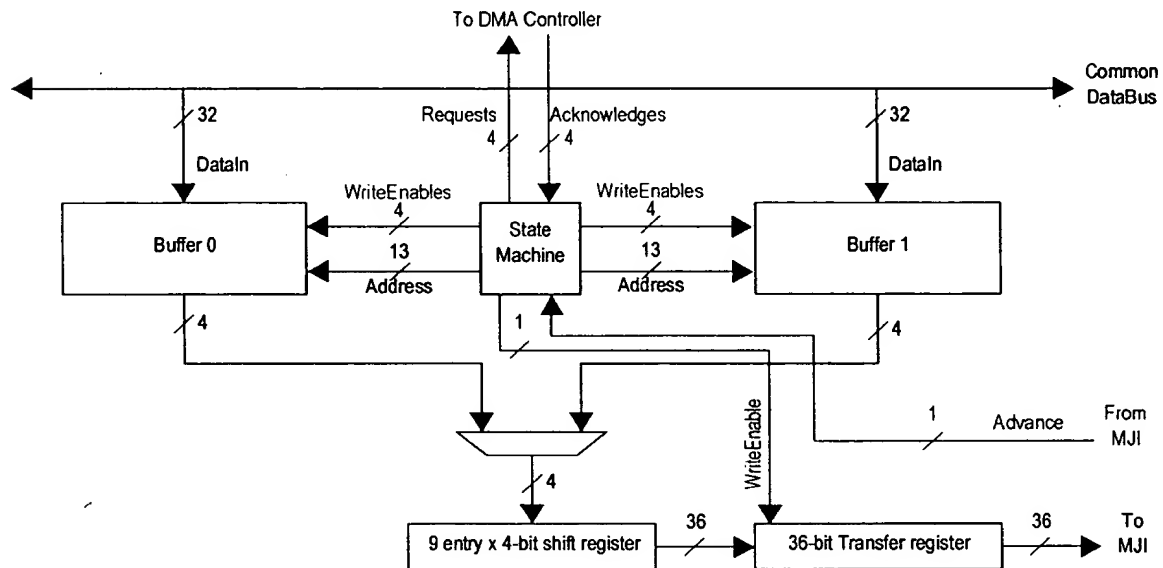 To DMA Controller
Common
DataBus
32
Requests
4
Acknowledges
4
32
DataIn
DataIn
WriteEnables
4
WriteEnables
4
Buffer 0
State
Machine
Buffer 1
13
Address
13
Address
4
1
4
1
Advance
From
MJI
WriteEnable
4
9 entry x 4-bit shift register
36
36-bit Transfer register
36
To
MJI